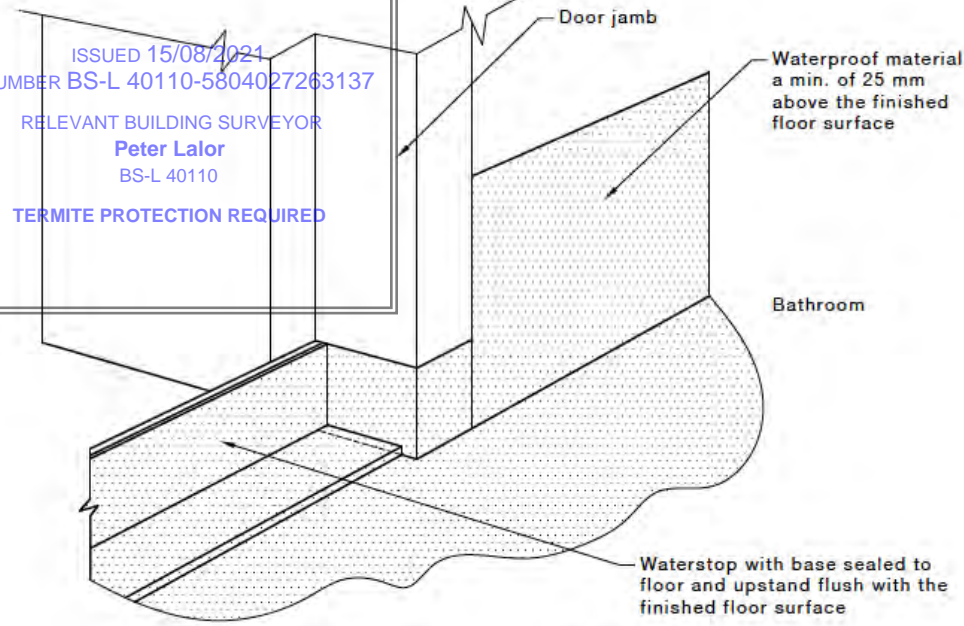 Door jamb
ISSUED 15/08/2021
UMBER BS-L 40110-5804027263137
RELEVANT BUILDING SURVEYOR
Peter Lalor
BS-L 40110
TERMITE PROTECTION REQUIRED
Waterproof material
a min. of 25 mm
above the finished
floor surface
Bathroom
Waterstop with base sealed to
floor and upstand flush with the
finished floor surface